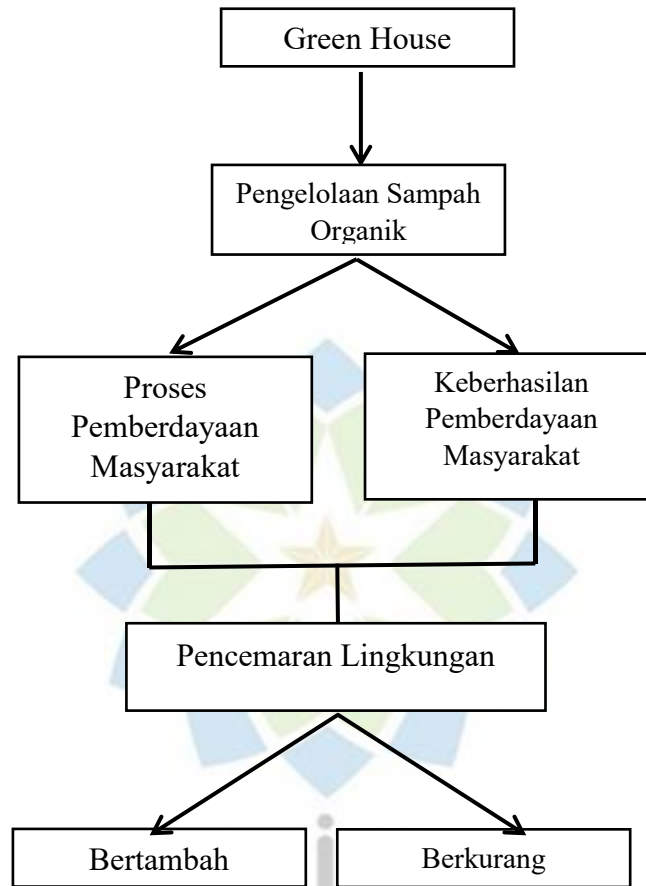 Green House
Pengelolaan Sampah
Organik
Proses
Pemberdayaan
Masyarakat
Keberhasilan
Pemberdayaan
Masyarakat
Pencemaran Lingkungan
Bertambah
Berkurang